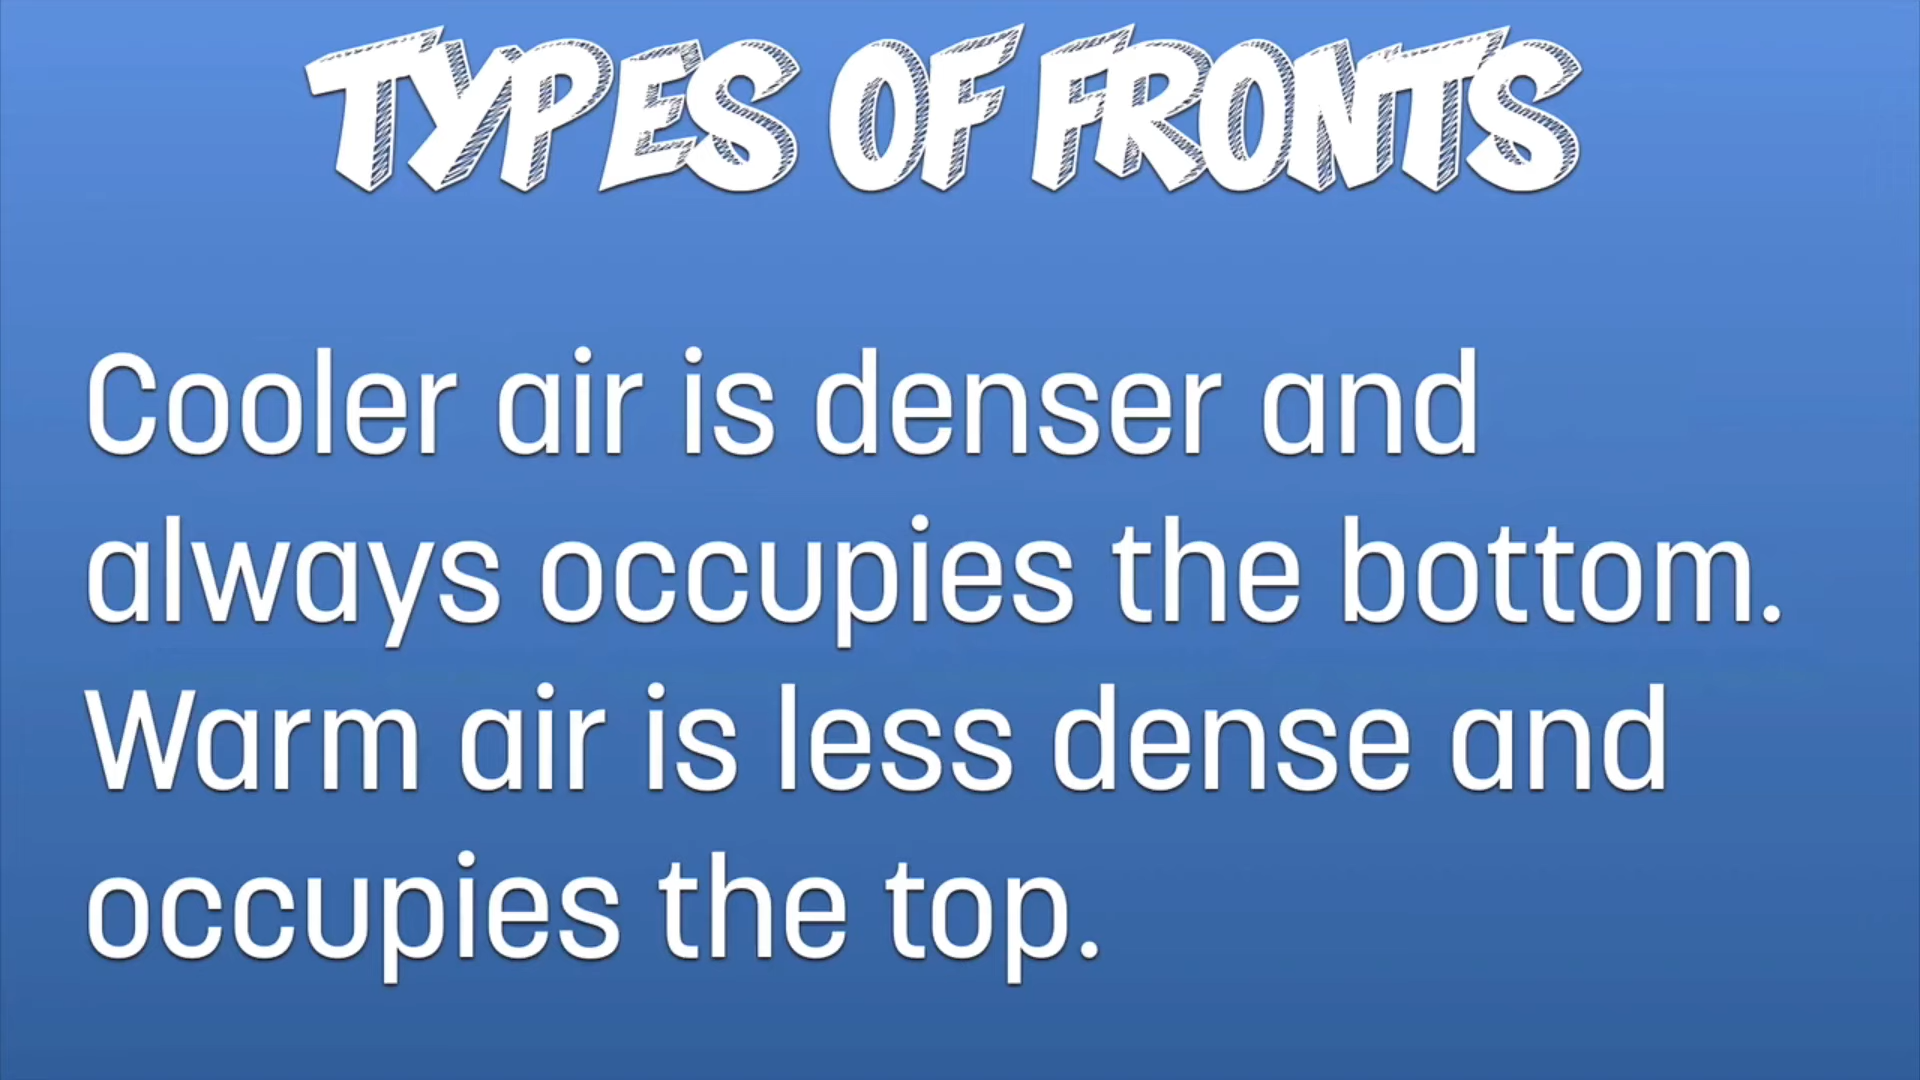 TYPES OF FRONTS
Cooler air is denser and
always occupies the bottom.
Warm air is less dense and
occupies the top.